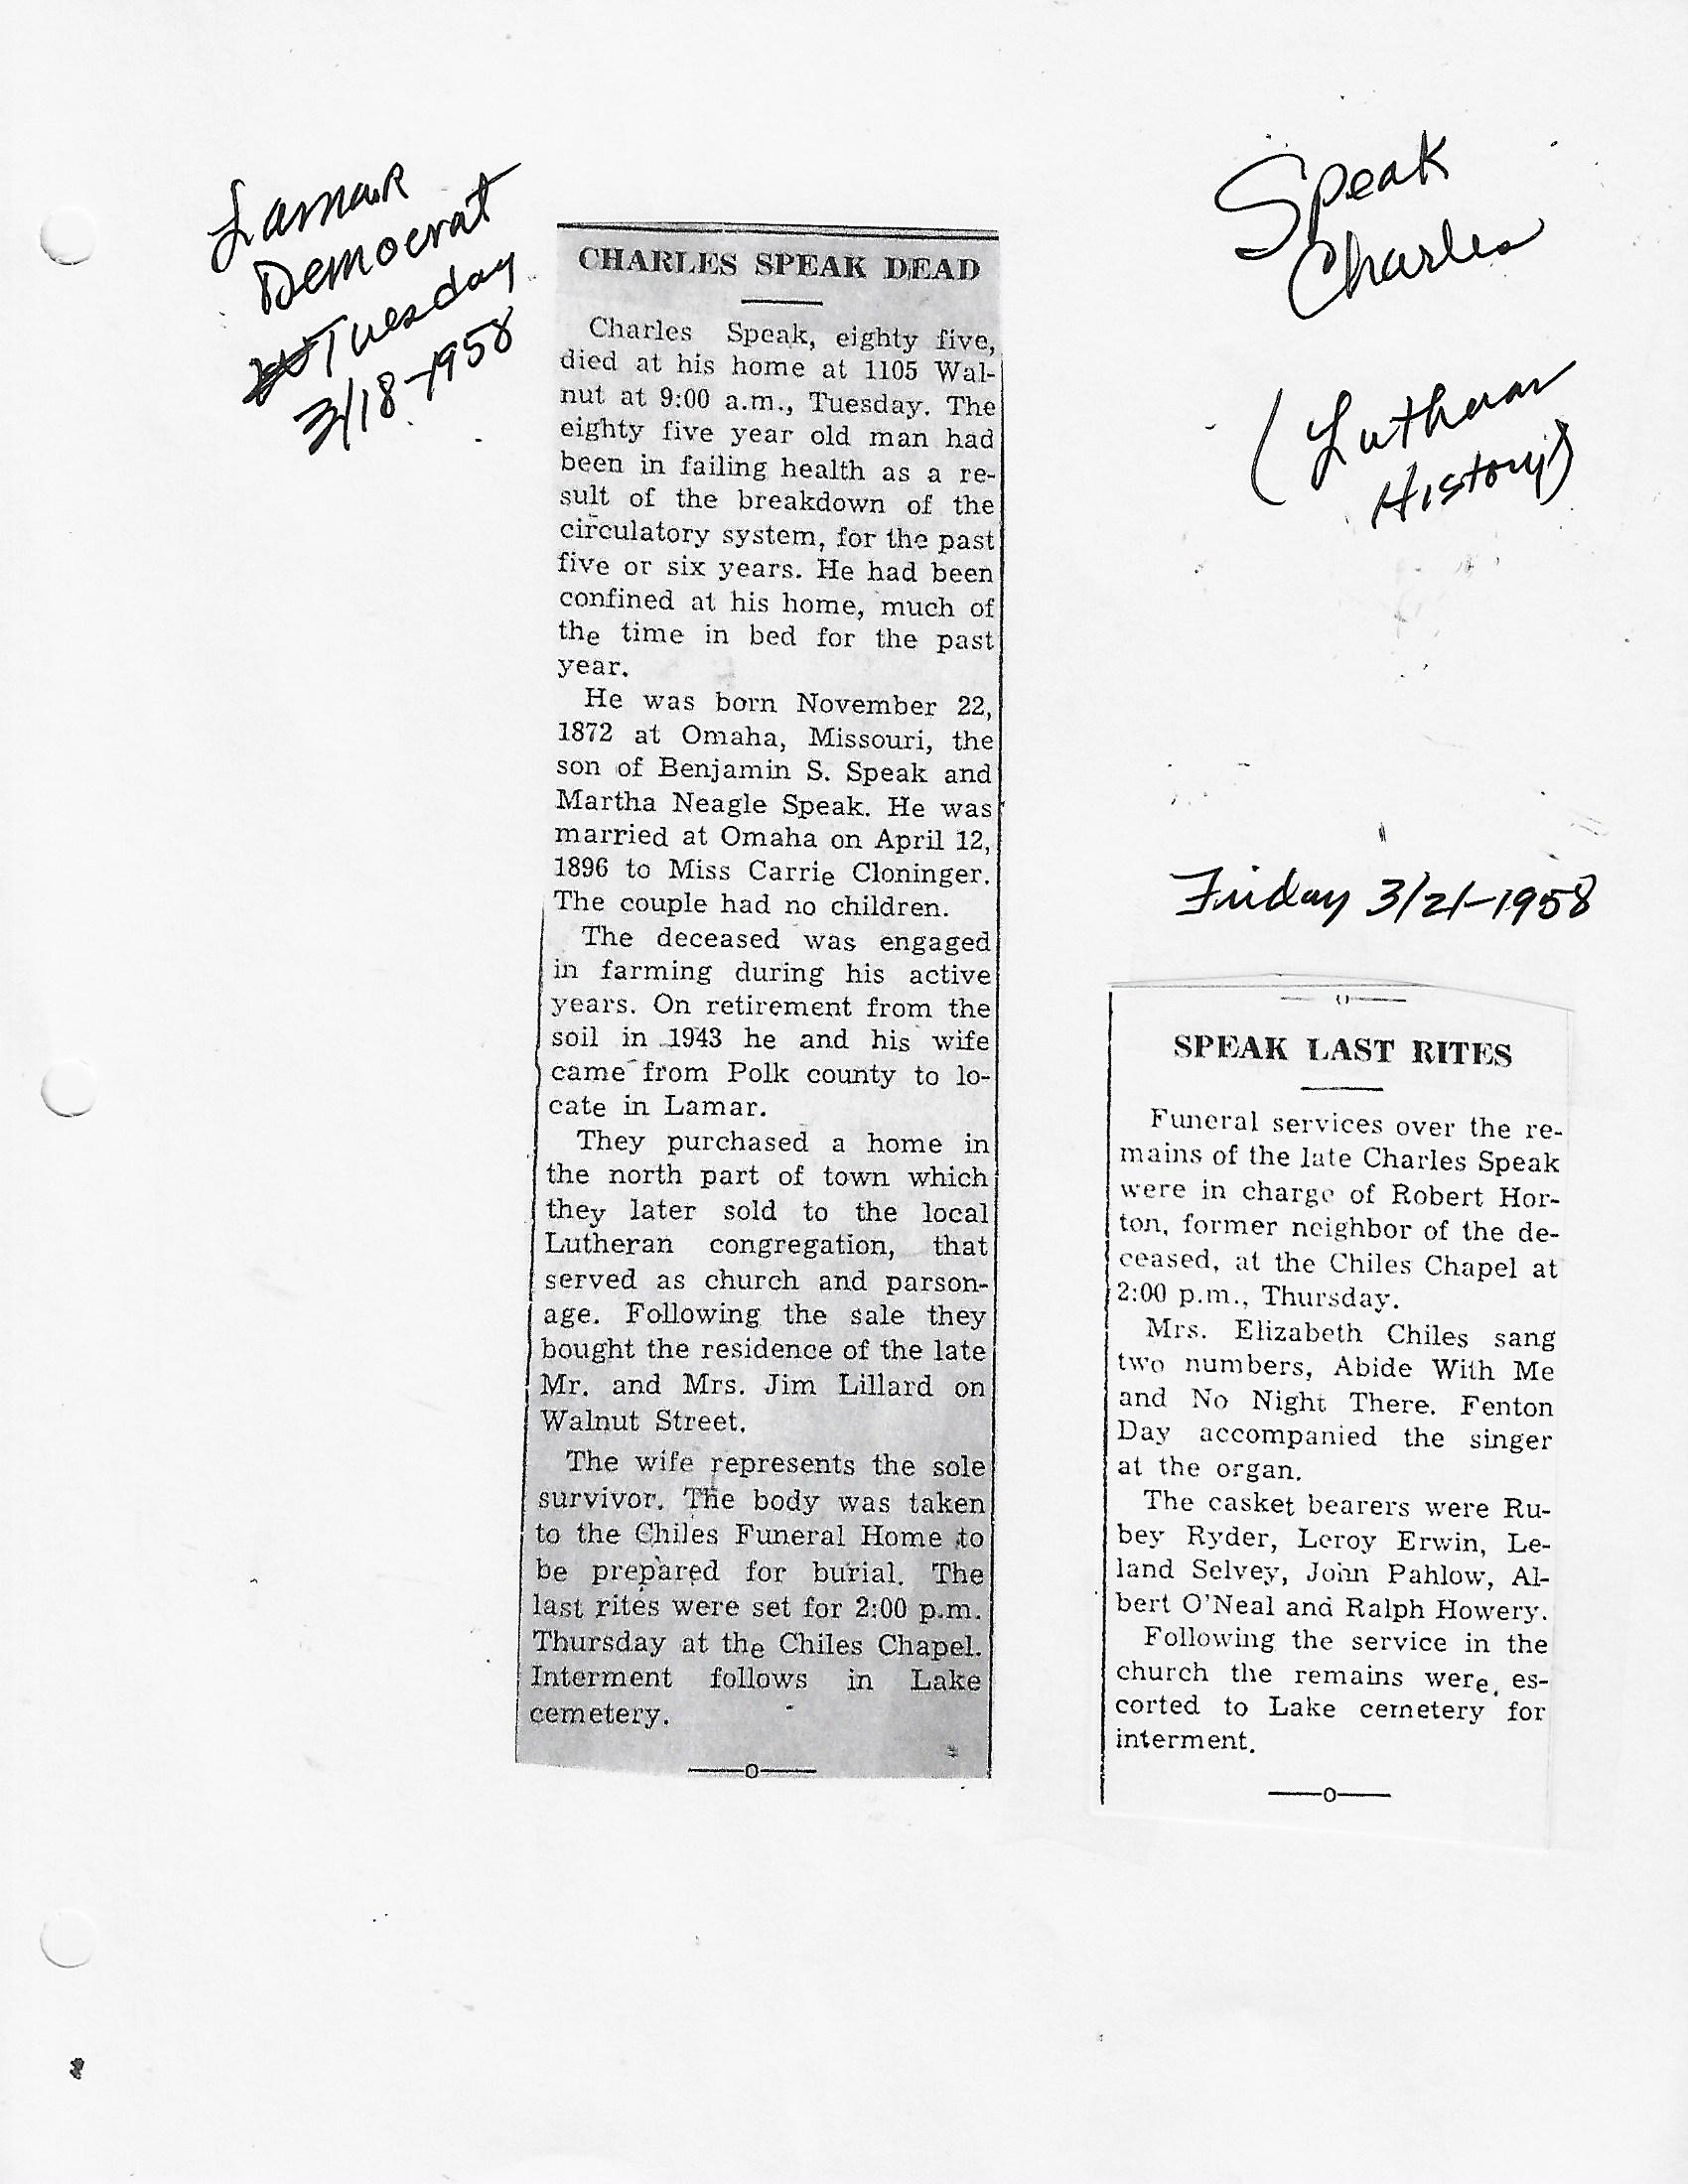 Lamar
Democrat
Tuesday
3/18-1958
Speak
Charles
(Lutheran
History)
CHARLES SPEAK DEAD
Charles Speak, eighty five,
died at his home at 1105 Wal-
nut at 9:00 a.m., Tuesday. The
eighty five year old man had
been in failing health as a re-
sult of the breakdown of the
circulatory system, for the past
five or six years. He had been
confined at his home, much of
the time in bed for the past
year.
He was born November 22,
1872 at Omaha, Missouri, the
son of Benjamin S. Speak and
Martha Neagle Speak. He was
married at Omaha on April 12,
1896 to Miss Carrie Cloninger.
The couple had no children.
The deceased was engaged
in farming during his active
years. On retirement from the
soil in 1943 he and his wife
came from Polk county to lo-
cate in Lamar.
They purchased a home in
the north part of town which
they later sold to the local
Lutheran congregation, that
served as church and parson-
age. Following the sale they
bought the residence of the late
Mr. and Mrs. Jim Lillard on
Walnut Street.
The wife represents the sole
survivor. The body was taken
to the Chiles Funeral Home to
be prepared for burial. The
last rites were set for 2:00 p.m.
Thursday at the Chiles Chapel.
Interment follows in Lake
cemetery.
Friday 3/21-1958
SPEAK LAST RITES
Funeral services over the re-
mains of the late Charles Speak
were in charge of Robert Hor-
ton, former neighbor of the de-
ceased, at the Chiles Chapel at
2:00 p.m., Thursday.
Mrs. Elizabeth Chiles sang
two numbers, Abide With Me
and No Night There. Fenton
Day accompanied the singer
at the organ.
The casket bearers were Ru-
bey Ryder, Leroy Erwin, Le-
land Selvey, John Pahlow, Al-
bert O'Neal and Ralph Howery.
Following the service in the
church the remains were, es-
corted to Lake cemetery for
interment.